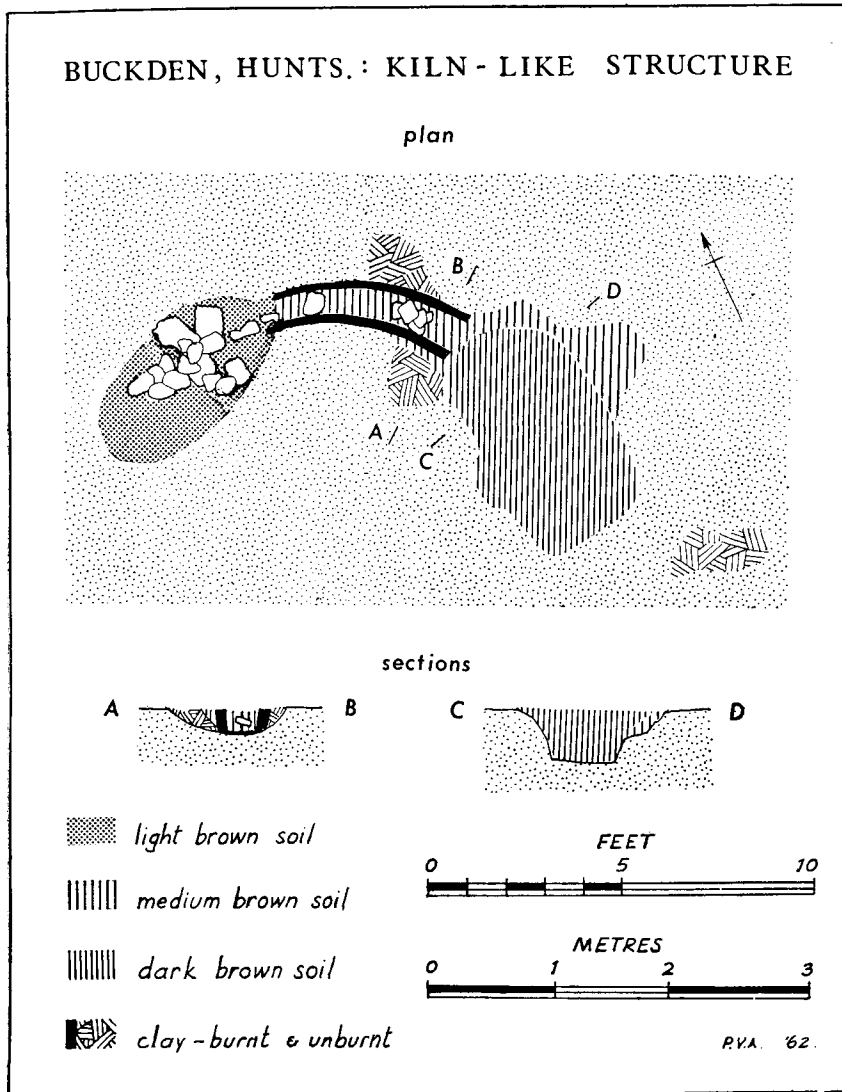 BUCKDEN, HUNTS.: KILN-LIKE STRUCTURE
plan
B
D
A
C
sections
A B C D
light brown soil
medium brown soil
dark brown soil
clay-burnt & unburnt
FEET
0 5 10
METRES
0 1 2 3
P.V.A. '62.